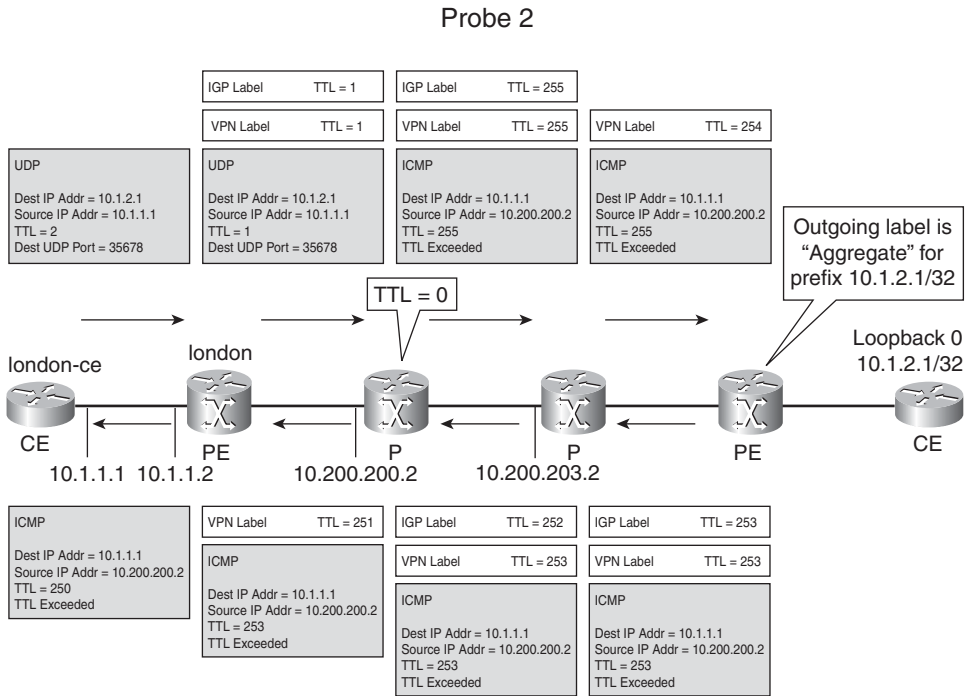 Probe 2
IGP Label TTL = 1
IGP Label TTL = 255
VPN Label TTL = 1
VPN Label TTL = 255
VPN Label TTL = 254
UDP
Dest IP Addr = 10.1.2.1
Source IP Addr = 10.1.1.1
TTL = 2
Dest UDP Port = 35678
UDP
Dest IP Addr = 10.1.2.1
Source IP Addr = 10.1.1.1
TTL = 1
Dest UDP Port = 35678
ICMP
Dest IP Addr = 10.1.1.1
Source IP Addr = 10.200.200.2
TTL = 255
TTL Exceeded
ICMP
Dest IP Addr = 10.1.1.1
Source IP Addr = 10.200.200.2
TTL = 255
TTL Exceeded
Outgoing label is
“Aggregate” for
prefix 10.1.2.1/32
TTL = 0
london-ce
london
Loopback 0
10.1.2.1/32
CE
PE
P
P
PE
CE
10.1.1.1
10.1.1.2
10.200.200.2
10.200.203.2
ICMP
Dest IP Addr = 10.1.1.1
Source IP Addr = 10.200.200.2
TTL = 250
TTL Exceeded
VPN Label TTL = 251
ICMP
Dest IP Addr = 10.1.1.1
Source IP Addr = 10.200.200.2
TTL = 253
TTL Exceeded
IGP Label TTL = 252
VPN Label TTL = 253
ICMP
Dest IP Addr = 10.1.1.1
Source IP Addr = 10.200.200.2
TTL = 253
TTL Exceeded
IGP Label TTL = 253
VPN Label TTL = 253
ICMP
Dest IP Addr = 10.1.1.1
Source IP Addr = 10.200.200.2
TTL = 253
TTL Exceeded